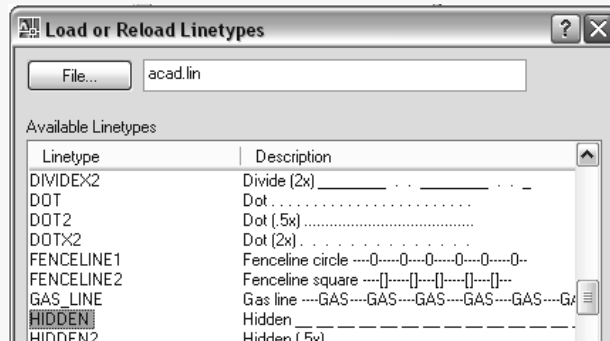 Load or Reload Linetypes
File... acad.lin
Available Linetypes
Linetype Description
DIVIDEX2 Divide (2x) ________ . . ________ . . _
DOT Dot . . . . . . . . . . . . . . . . . . . . . . . .
DOT2 Dot (.5x) ........................................
DOTX2 Dot (2x) . . . . . . . . . . . . . .
FENCELINE1 Fenceline circle ----0-----0----0-----0----0-----0--
FENCELINE2 Fenceline square ----[]-----[]----[]-----[]----[]---
GAS_LINE Gas line ----GAS----GAS----GAS----GAS----GAS----GA
HIDDEN Hidden __ __ __ __ __ __ __ __ __ __ __ __ __ __
HIDDEN2 Hidden (.5x)